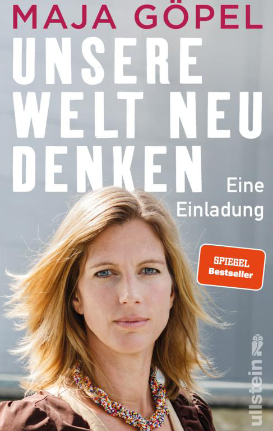 MAJA GÖPEL
UNSERE
WELT NEU
DENKEN
Eine
Einladung
SPIEGEL
Bestseller
ullstein